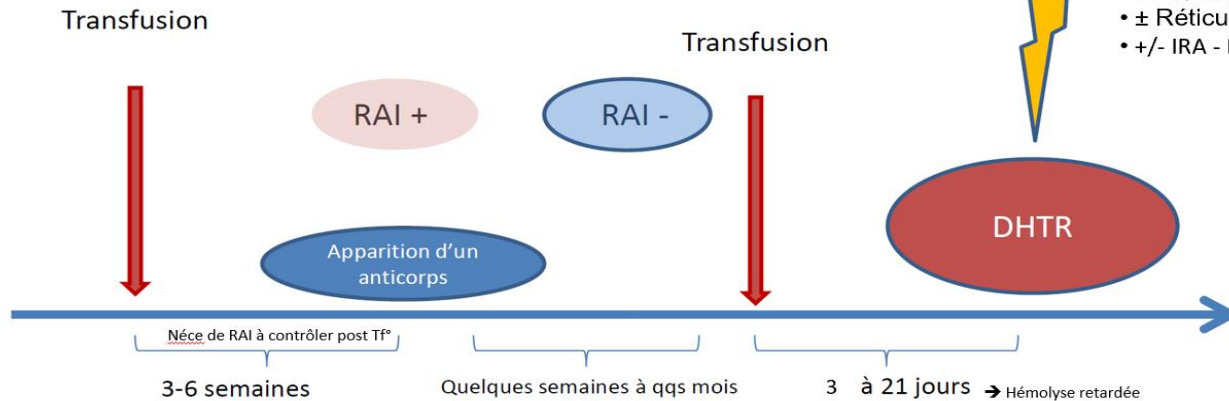 Transfusion
Transfusion
• ± Réticu
• +/- IRA -
RAI +
RAI -
Apparition d'un
anticorps
DHTR
Néce de RAI à contrôler post Tf°
3-6 semaines
Quelques semaines à qqs mois
3 à 21 jours ➔ Hémolyse retardée